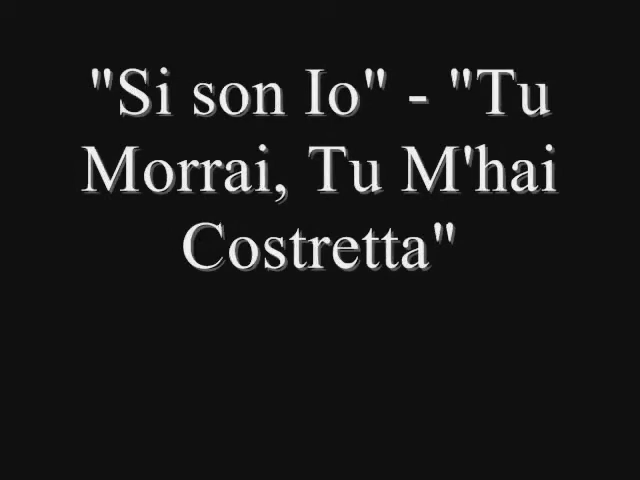 "Si son Io" - "Tu
Morrai, Tu M'hai
Costretta"